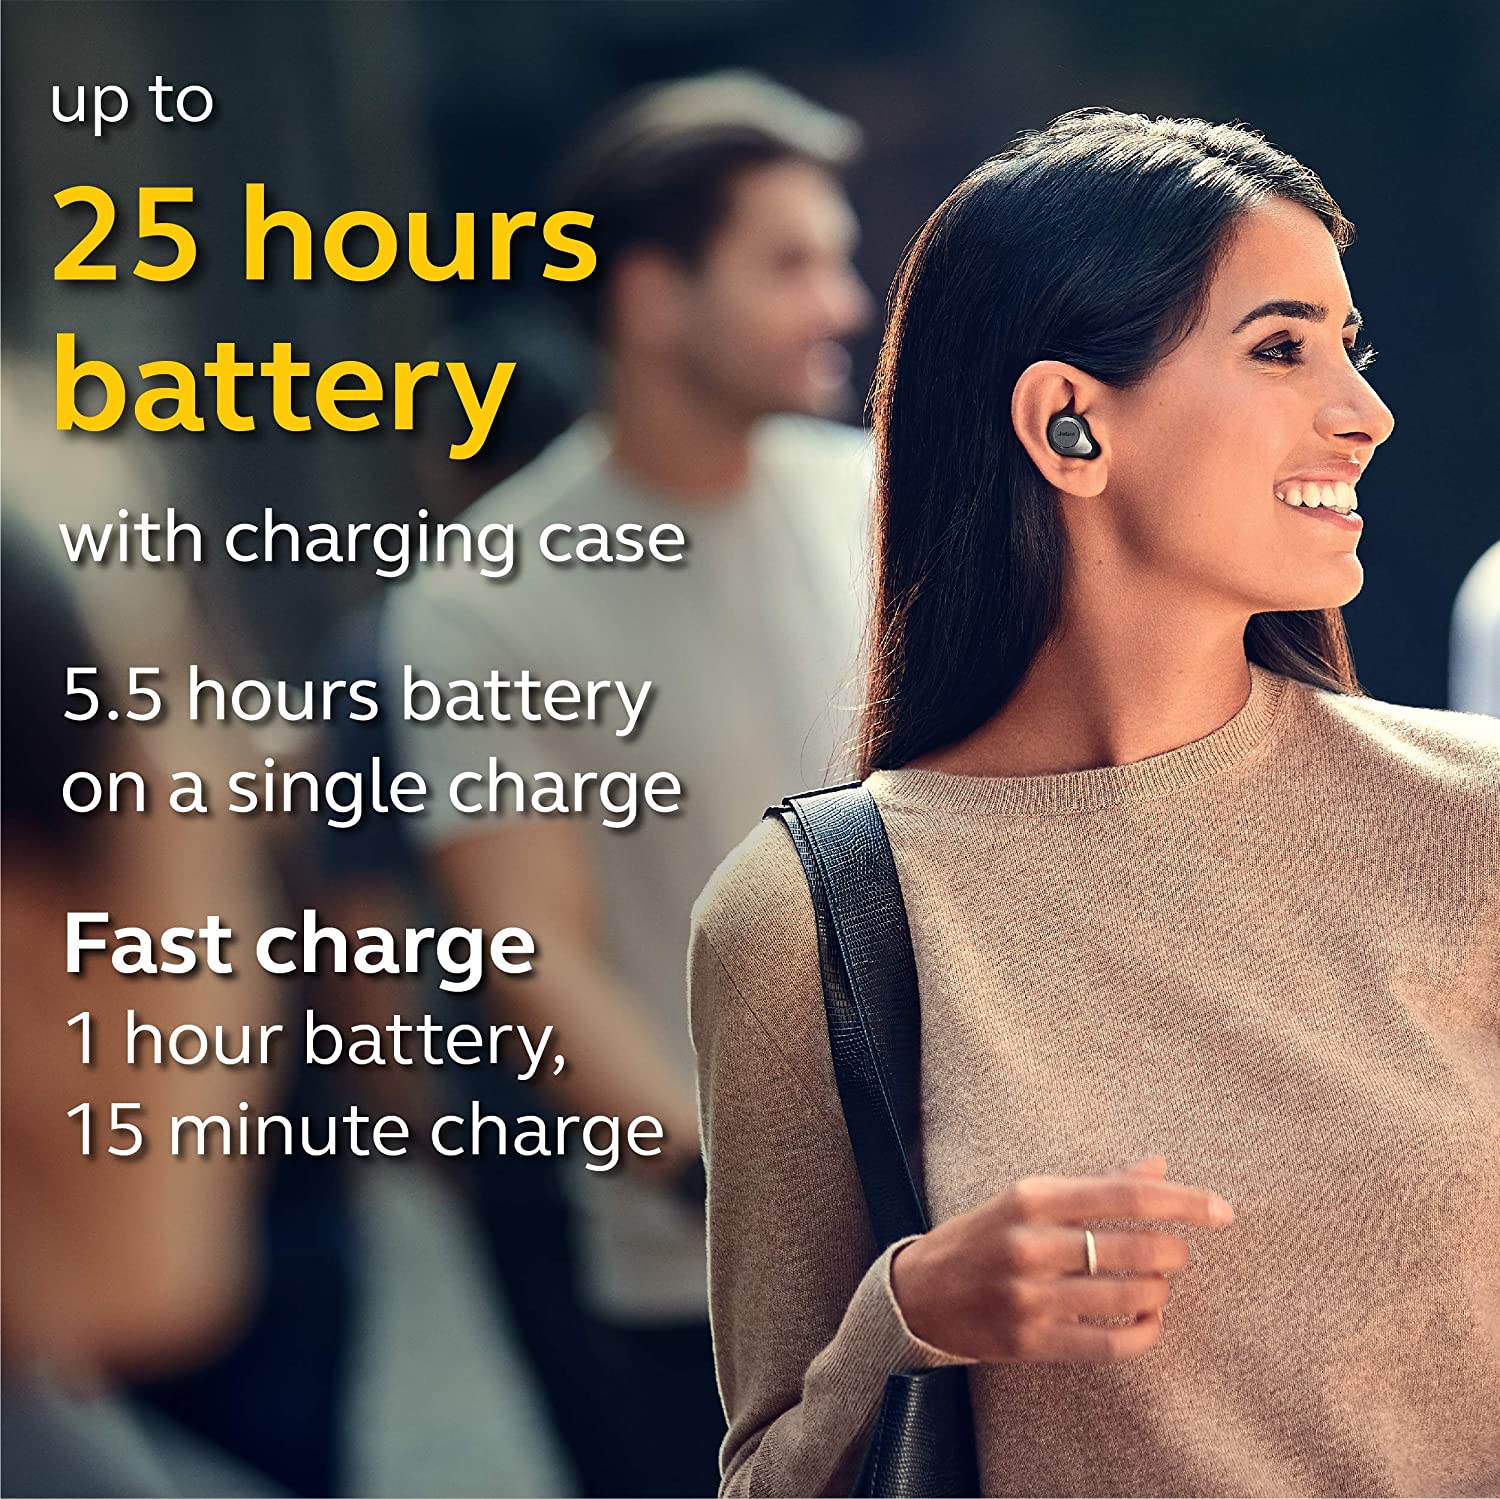 up to
25 hours
battery
with charging case
5.5 hours battery
on a single charge
Fast charge
1 hour battery,
15 minute charge
Jabra